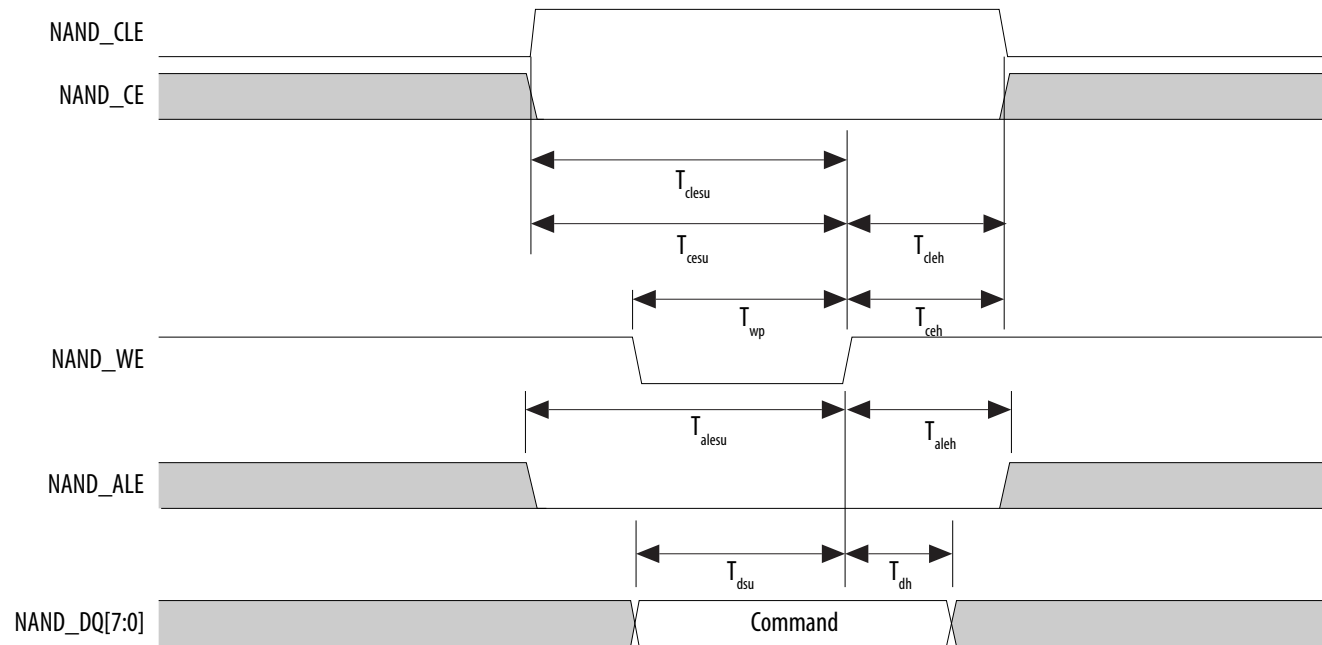 NAND_CLE
NAND_CE
T_clesu
T_cesu
T_cleh
T_wp
T_ceh
NAND_WE
T_alesu
T_aleh
NAND_ALE
T_dsu
T_dh
NAND_DQ[7:0]
Command